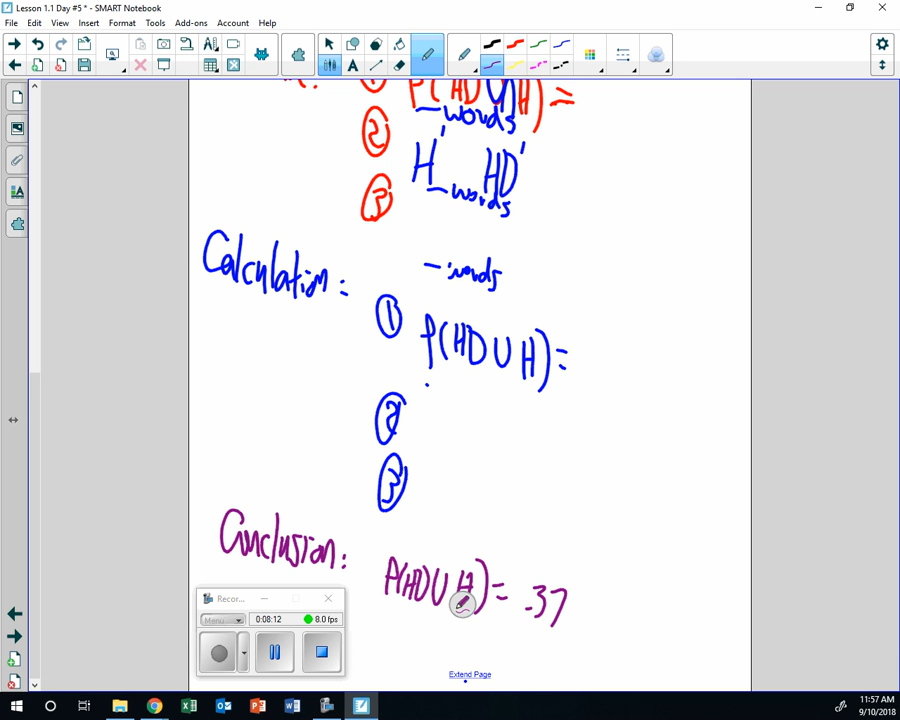 Lesson 1.1 Day #5 * - SMART Notebook
File Edit View Insert Format Tools Add-ons Account Help
① P(HD U H) =
② - words
H' HD'
③ - words
Calculation:
- words
① P(HD U H) =
②
③
Conclusion:
P(HD U H) = .37
Recor...
Menu
0:08:12 8.0 fps
Extend Page
11:57 AM
9/10/2018